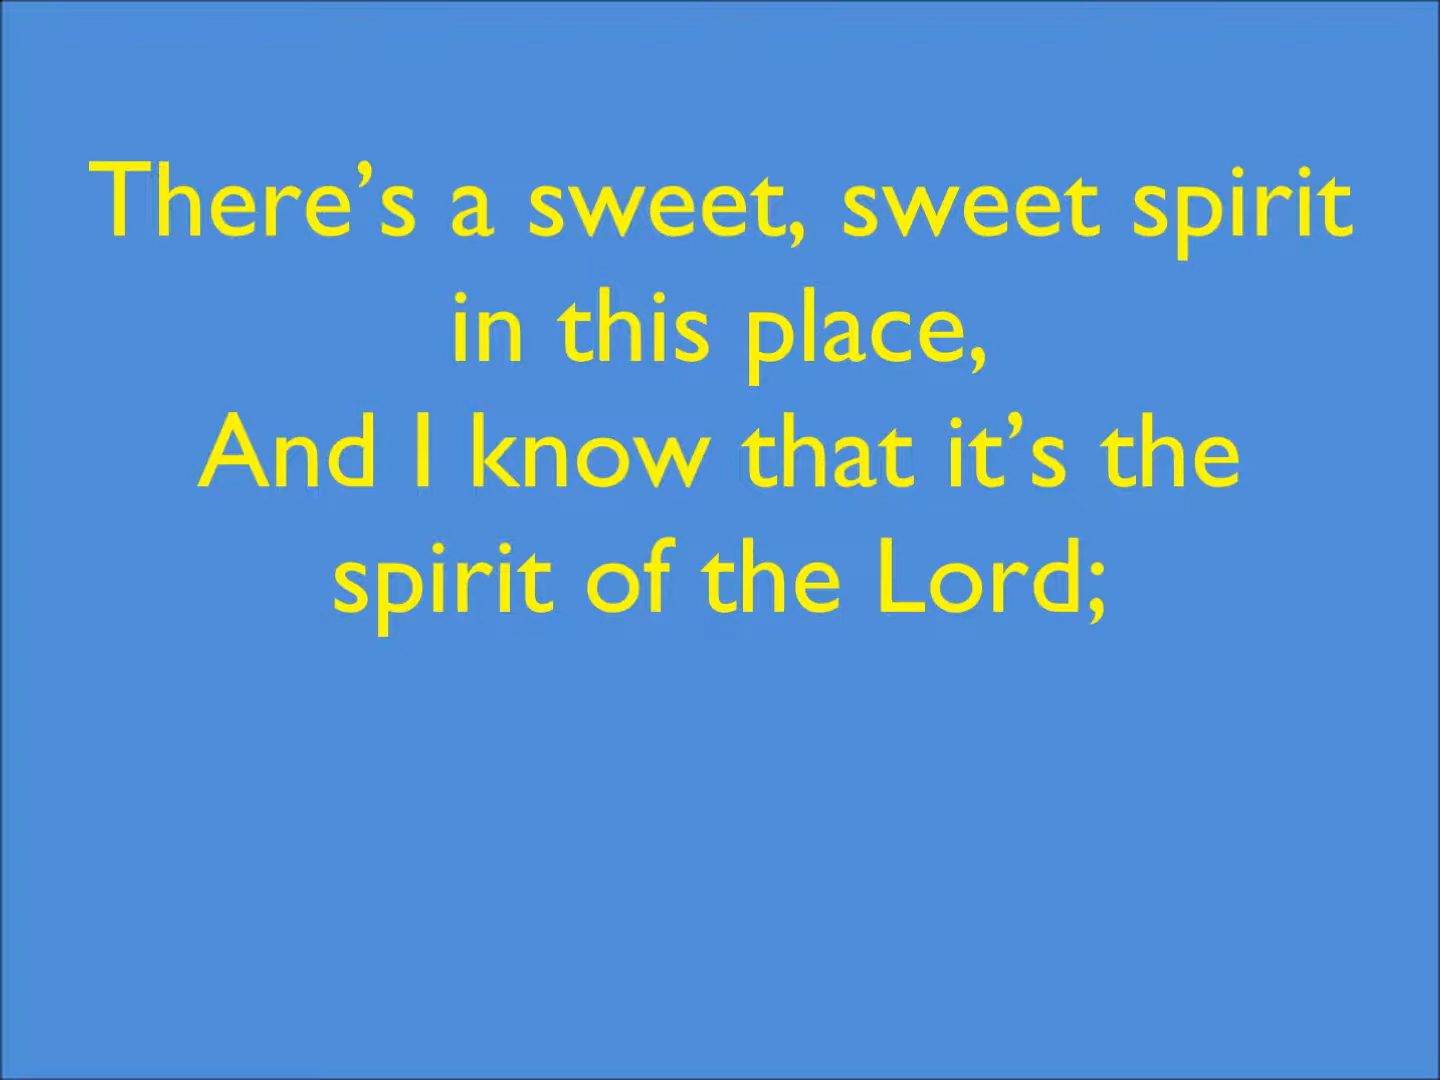 There’s a sweet, sweet spirit
in this place,
And I know that it’s the
spirit of the Lord;